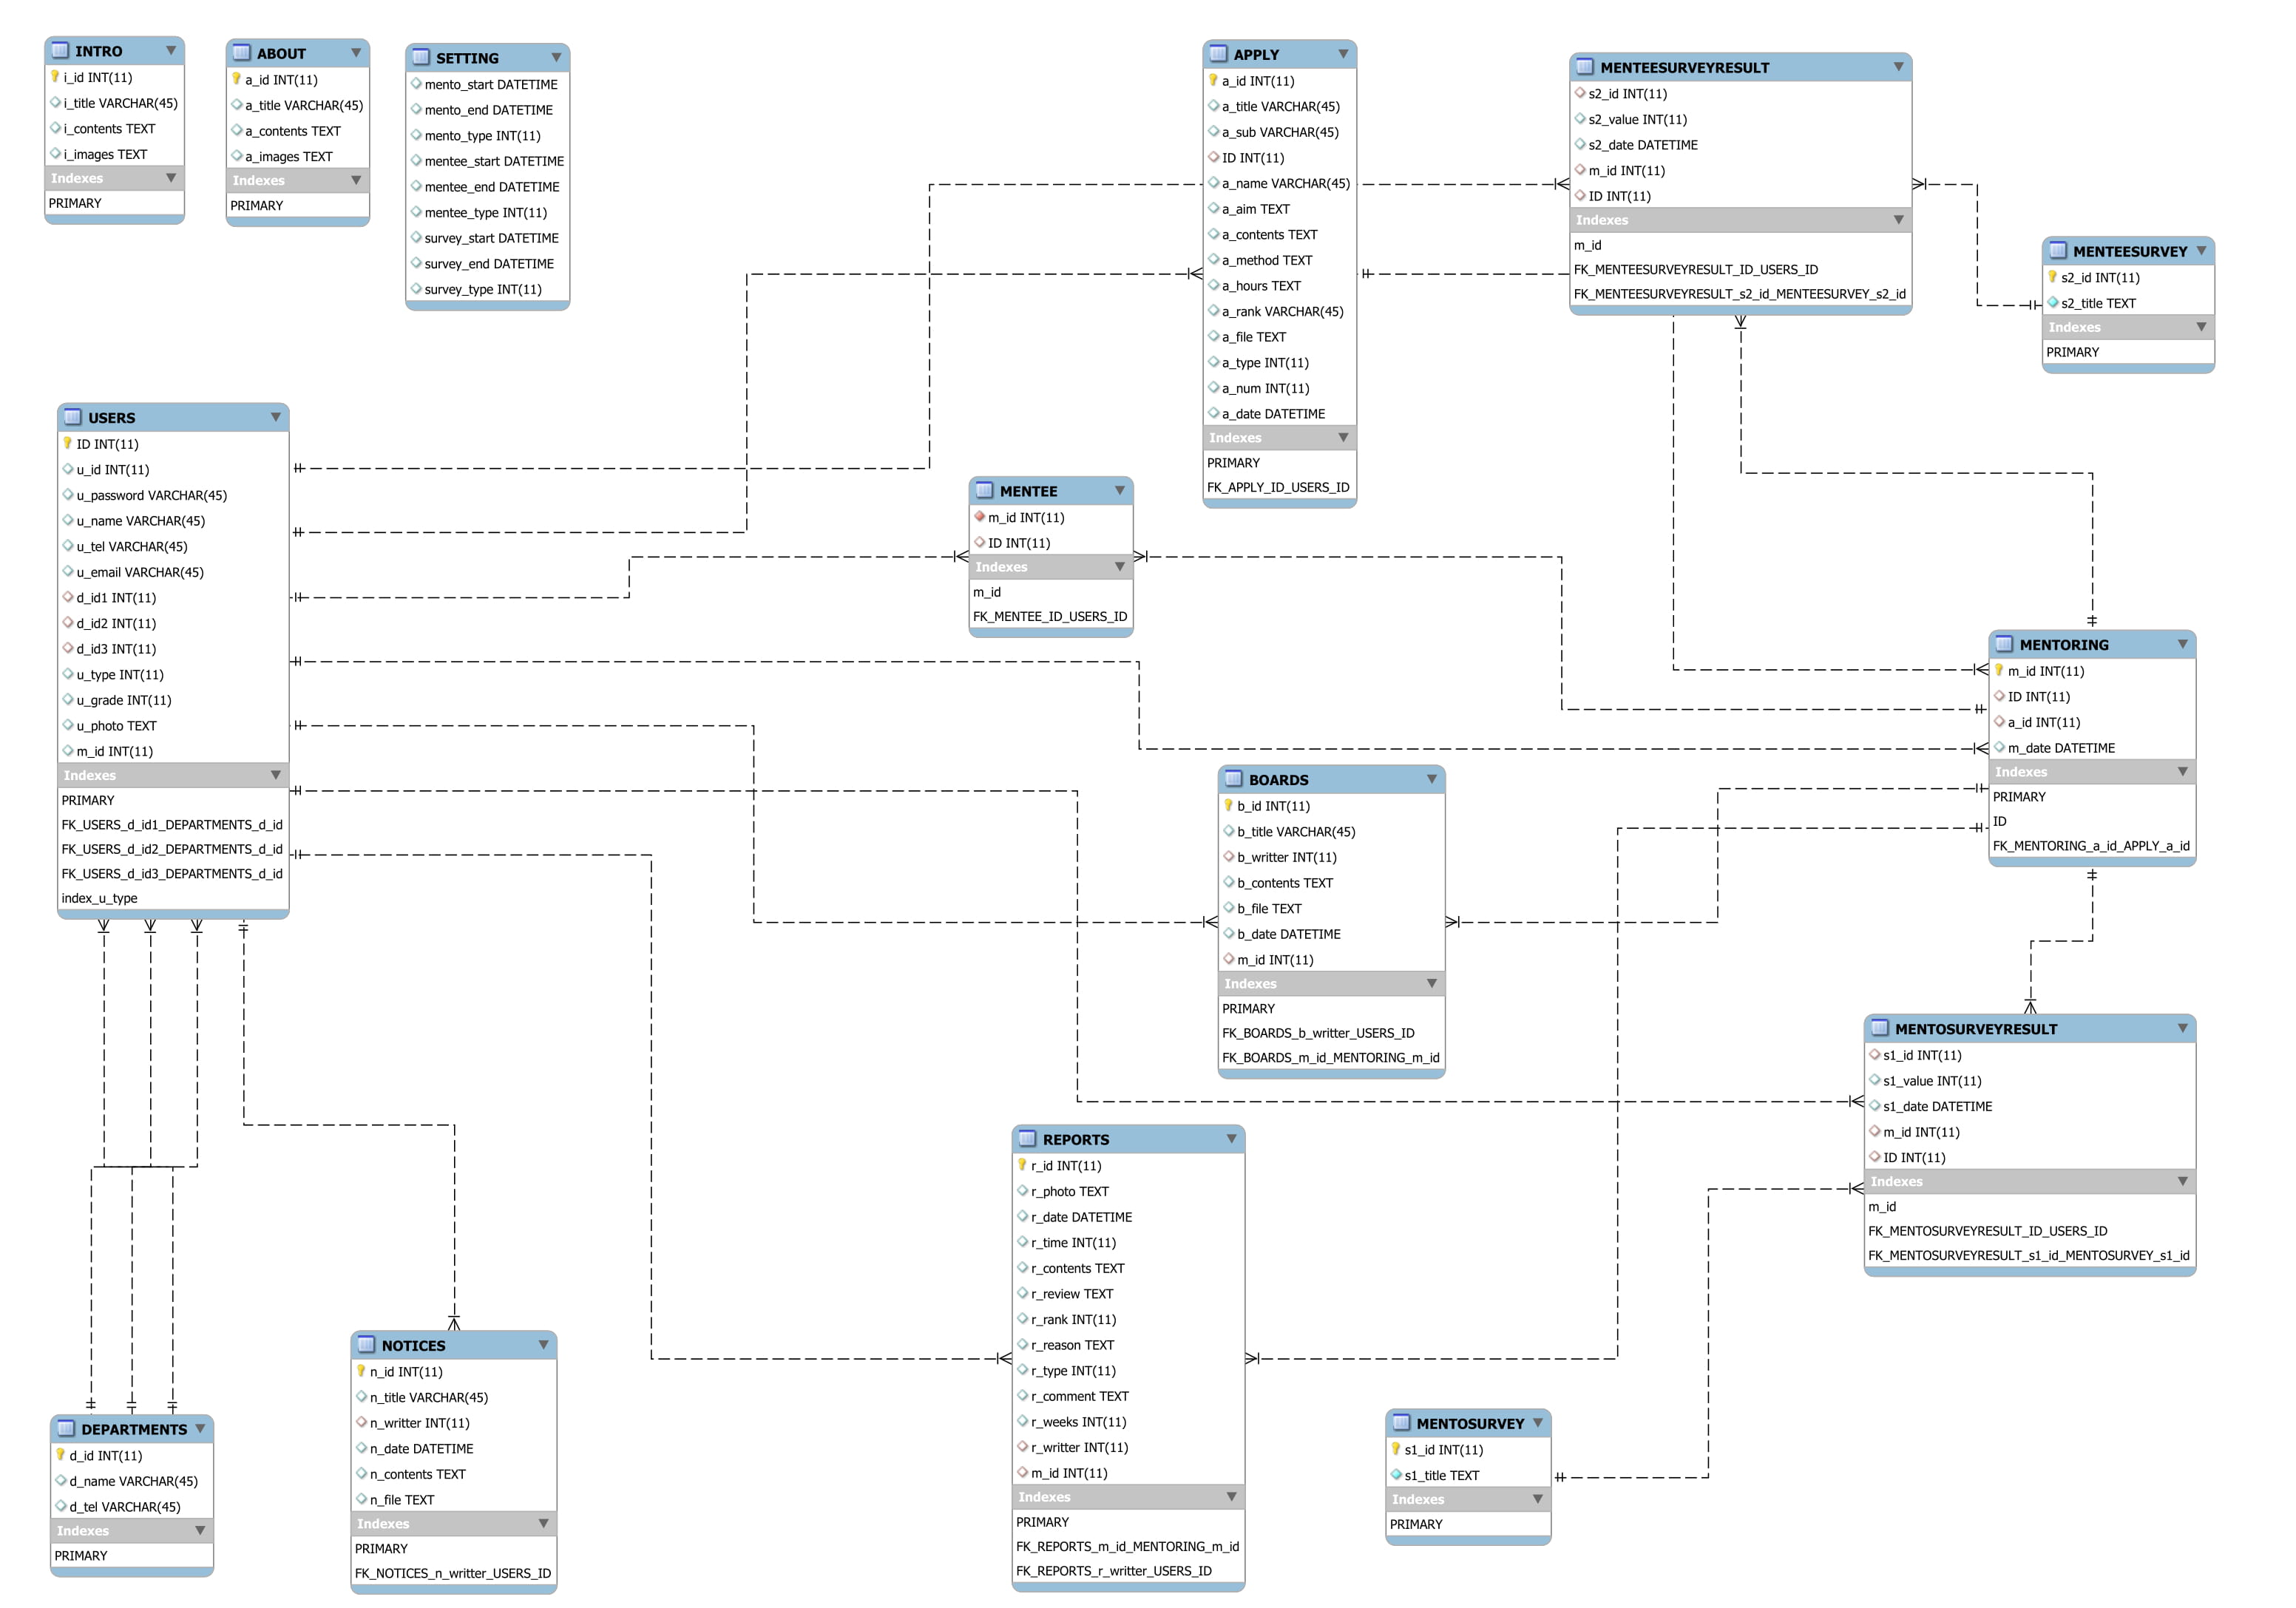 INTRO
i_id INT(11)
i_title VARCHAR(45)
i_contents TEXT
i_images TEXT
Indexes
PRIMARY
ABOUT
a_id INT(11)
a_title VARCHAR(45)
a_contents TEXT
a_images TEXT
Indexes
PRIMARY
SETTING
mento_start DATETIME
mento_end DATETIME
mento_type INT(11)
mentee_start DATETIME
mentee_end DATETIME
mentee_type INT(11)
survey_start DATETIME
survey_end DATETIME
survey_type INT(11)
APPLY
a_id INT(11)
a_title VARCHAR(45)
a_sub VARCHAR(45)
ID INT(11)
a_name VARCHAR(45)
a_aim TEXT
a_contents TEXT
a_method TEXT
a_hours TEXT
a_rank VARCHAR(45)
a_file TEXT
a_type INT(11)
a_num INT(11)
a_date DATETIME
Indexes
PRIMARY
FK_APPLY_ID_USERS_ID
MENTEESURVEYRESULT
s2_id INT(11)
s2_value INT(11)
s2_date DATETIME
m_id INT(11)
ID INT(11)
Indexes
m_id
FK_MENTEESURVEYRESULT_ID_USERS_ID
FK_MENTEESURVEYRESULT_s2_id_MENTEESURVEY_s2_id
MENTEESURVEY
s2_id INT(11)
s2_title TEXT
Indexes
PRIMARY
USERS
ID INT(11)
u_id INT(11)
u_password VARCHAR(45)
u_name VARCHAR(45)
u_tel VARCHAR(45)
u_email VARCHAR(45)
d_id1 INT(11)
d_id2 INT(11)
d_id3 INT(11)
u_type INT(11)
u_grade INT(11)
u_photo TEXT
m_id INT(11)
Indexes
PRIMARY
FK_USERS_d_id1_DEPARTMENTS_d_id
FK_USERS_d_id2_DEPARTMENTS_d_id
FK_USERS_d_id3_DEPARTMENTS_d_id
index_u_type
MENTEE
m_id INT(11)
ID INT(11)
Indexes
m_id
FK_MENTEE_ID_USERS_ID
MENTORING
m_id INT(11)
ID INT(11)
a_id INT(11)
m_date DATETIME
Indexes
PRIMARY
ID
FK_MENTORING_a_id_APPLY_a_id
BOARDS
b_id INT(11)
b_title VARCHAR(45)
b_writter INT(11)
b_contents TEXT
b_file TEXT
b_date DATETIME
m_id INT(11)
Indexes
PRIMARY
FK_BOARDS_b_writter_USERS_ID
FK_BOARDS_m_id_MENTORING_m_id
MENTOSURVEYRESULT
s1_id INT(11)
s1_value INT(11)
s1_date DATETIME
m_id INT(11)
ID INT(11)
Indexes
m_id
FK_MENTOSURVEYRESULT_ID_USERS_ID
FK_MENTOSURVEYRESULT_s1_id_MENTOSURVEY_s1_id
REPORTS
r_id INT(11)
r_photo TEXT
r_date DATETIME
r_time INT(11)
r_contents TEXT
r_review TEXT
r_rank INT(11)
r_reason TEXT
r_type INT(11)
r_comment TEXT
r_weeks INT(11)
r_writter INT(11)
m_id INT(11)
Indexes
PRIMARY
FK_REPORTS_m_id_MENTORING_m_id
FK_REPORTS_r_writter_USERS_ID
NOTICES
n_id INT(11)
n_title VARCHAR(45)
n_writter INT(11)
n_date DATETIME
n_contents TEXT
n_file TEXT
Indexes
PRIMARY
FK_NOTICES_n_writter_USERS_ID
DEPARTMENTS
d_id INT(11)
d_name VARCHAR(45)
d_tel VARCHAR(45)
Indexes
PRIMARY
MENTOSURVEY
s1_id INT(11)
s1_title TEXT
Indexes
PRIMARY